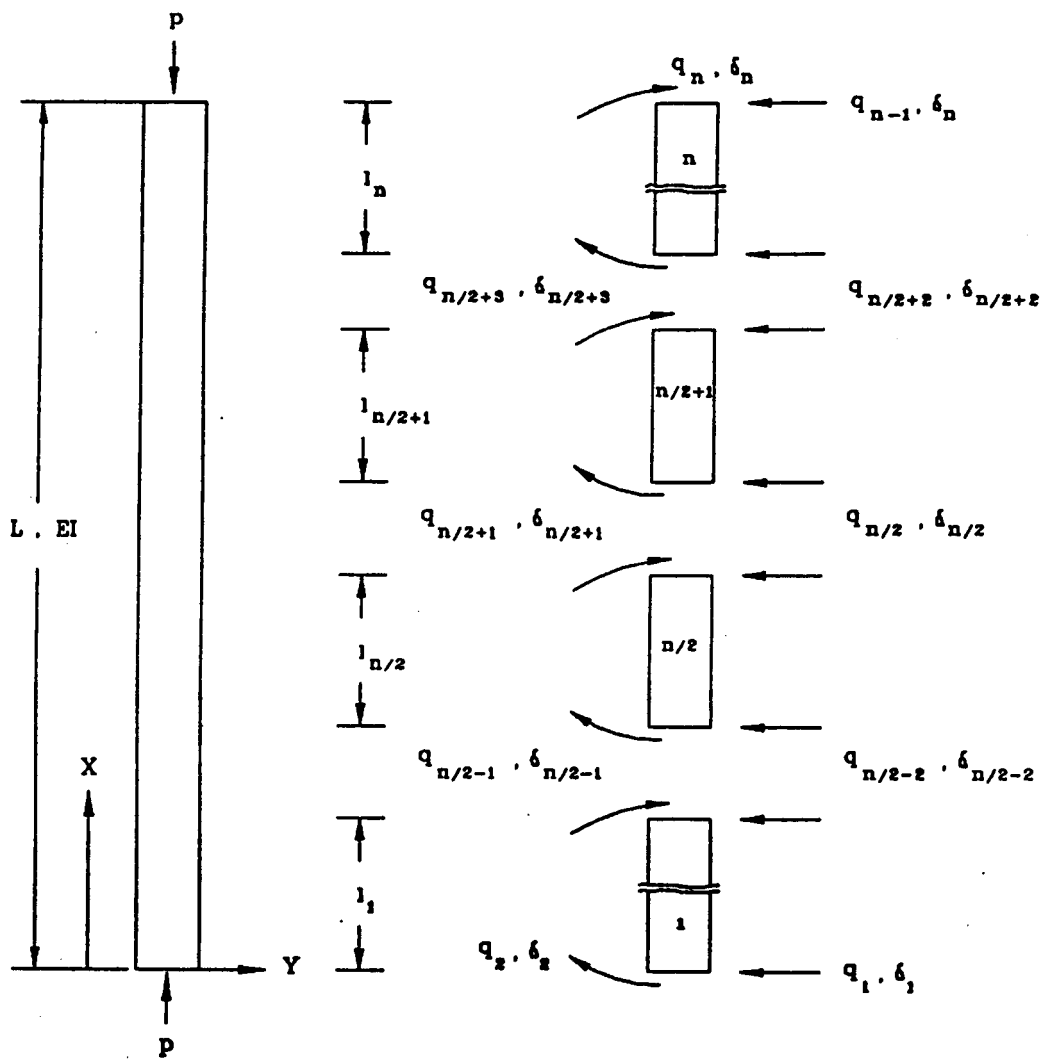 P
q_n , δ_n
q_{n-1}, δ_n
n
l_n
q_{n/2+3} , δ_{n/2+3}
q_{n/2+2} , δ_{n/2+2}
n/2+1
l_{n/2+1}
L , EI
q_{n/2+1} , δ_{n/2+1}
q_{n/2} , δ_{n/2}
n/2
l_{n/2}
q_{n/2-1} , δ_{n/2-1}
q_{n/2-2} , δ_{n/2-2}
X
l_1
1
q_2, δ_2
Y
q_1, δ_1
P